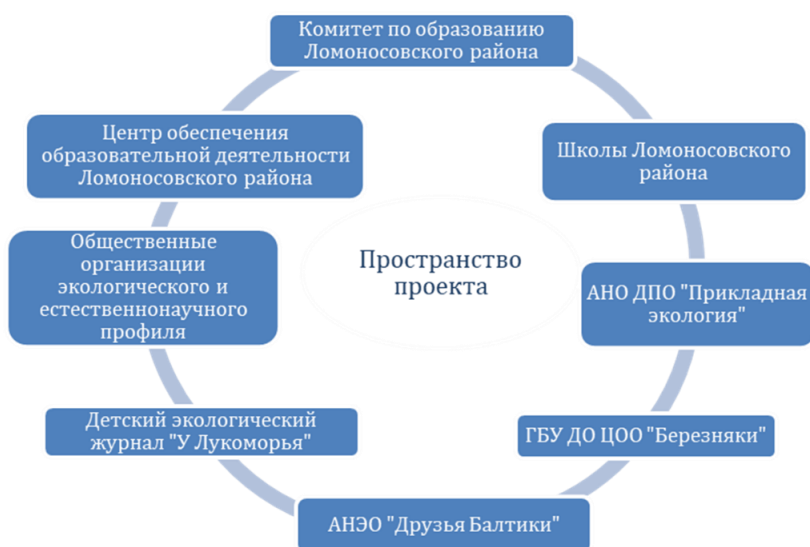 Комитет по образованию
Ломоносовского района
Школы Ломоносовского
района
АНО ДПО "Прикладная
экология"
ГБУ ДО ЦОО "Березняки"
АНЭО "Друзья Балтики"
Детский экологический
журнал "У Лукоморья"
Общественные
организации
экологического и
естественнонаучного
профиля
Центр обеспечения
образовательной деятельности
Ломоносовского района
Пространство
проекта